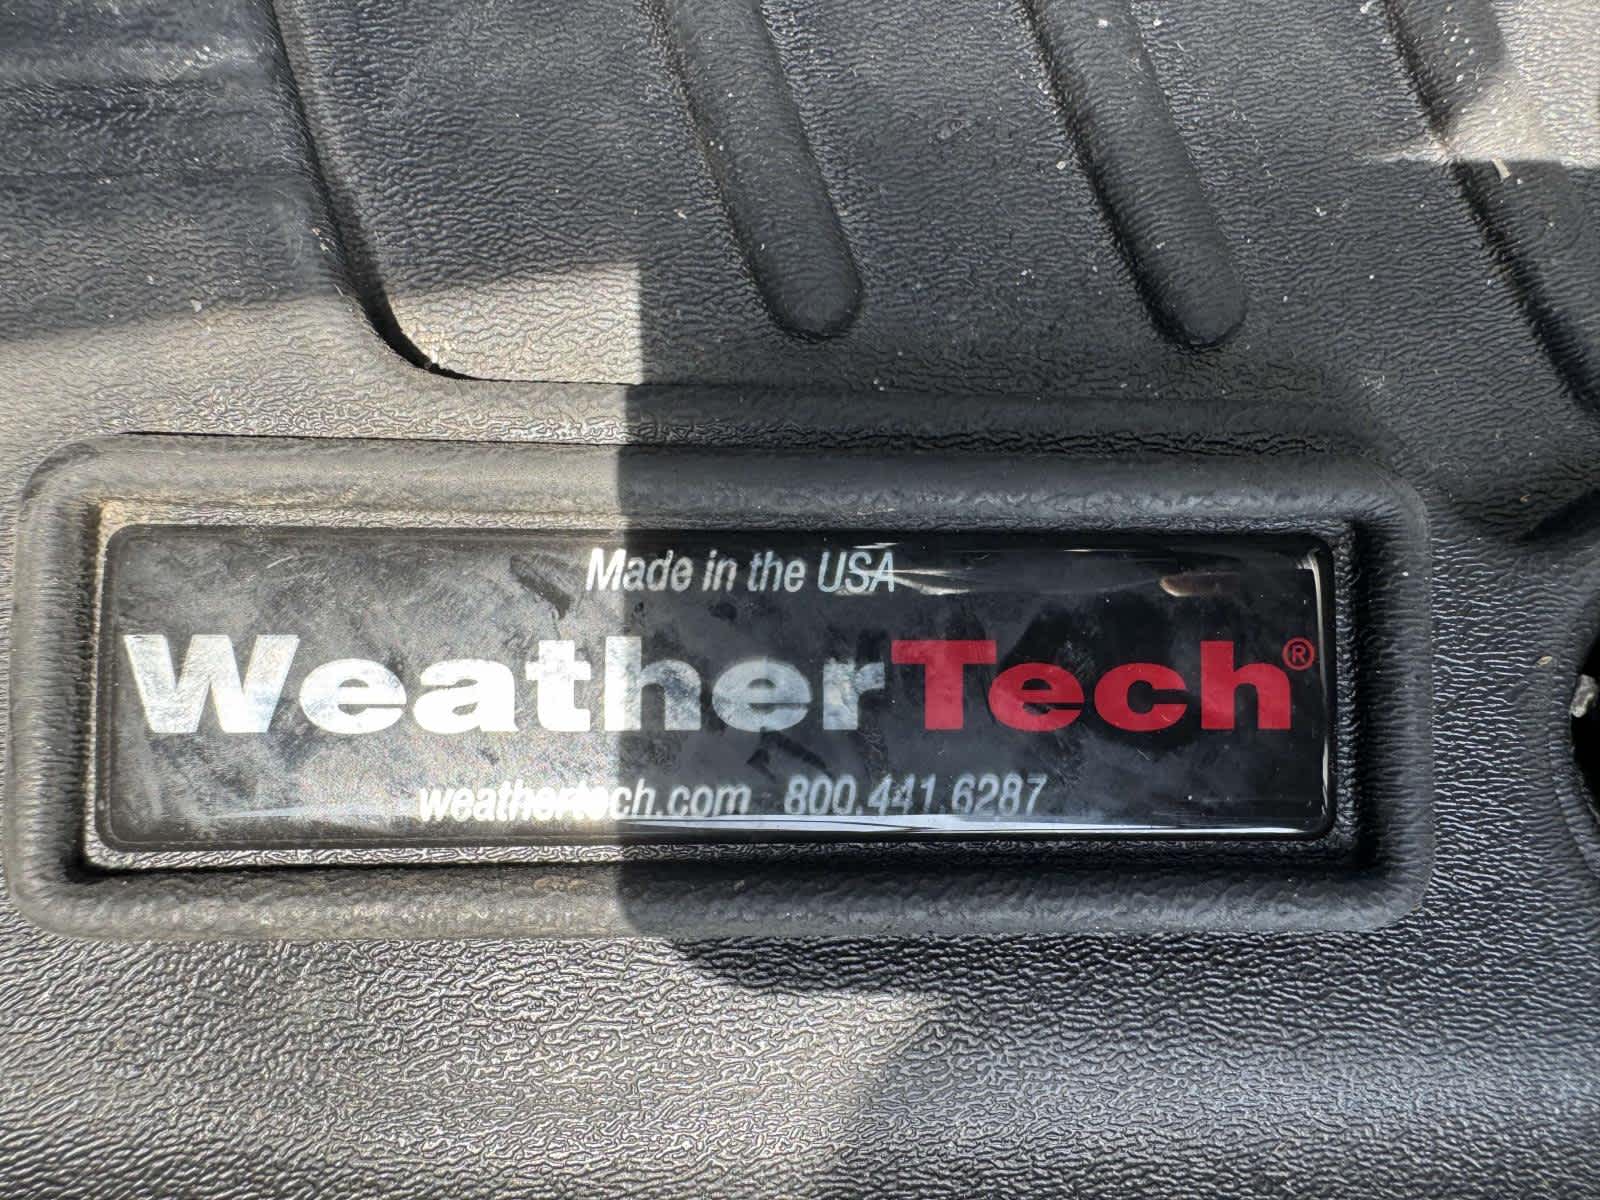 Made in the USA
WeatherTech®
weathertech.com 800.441.6287